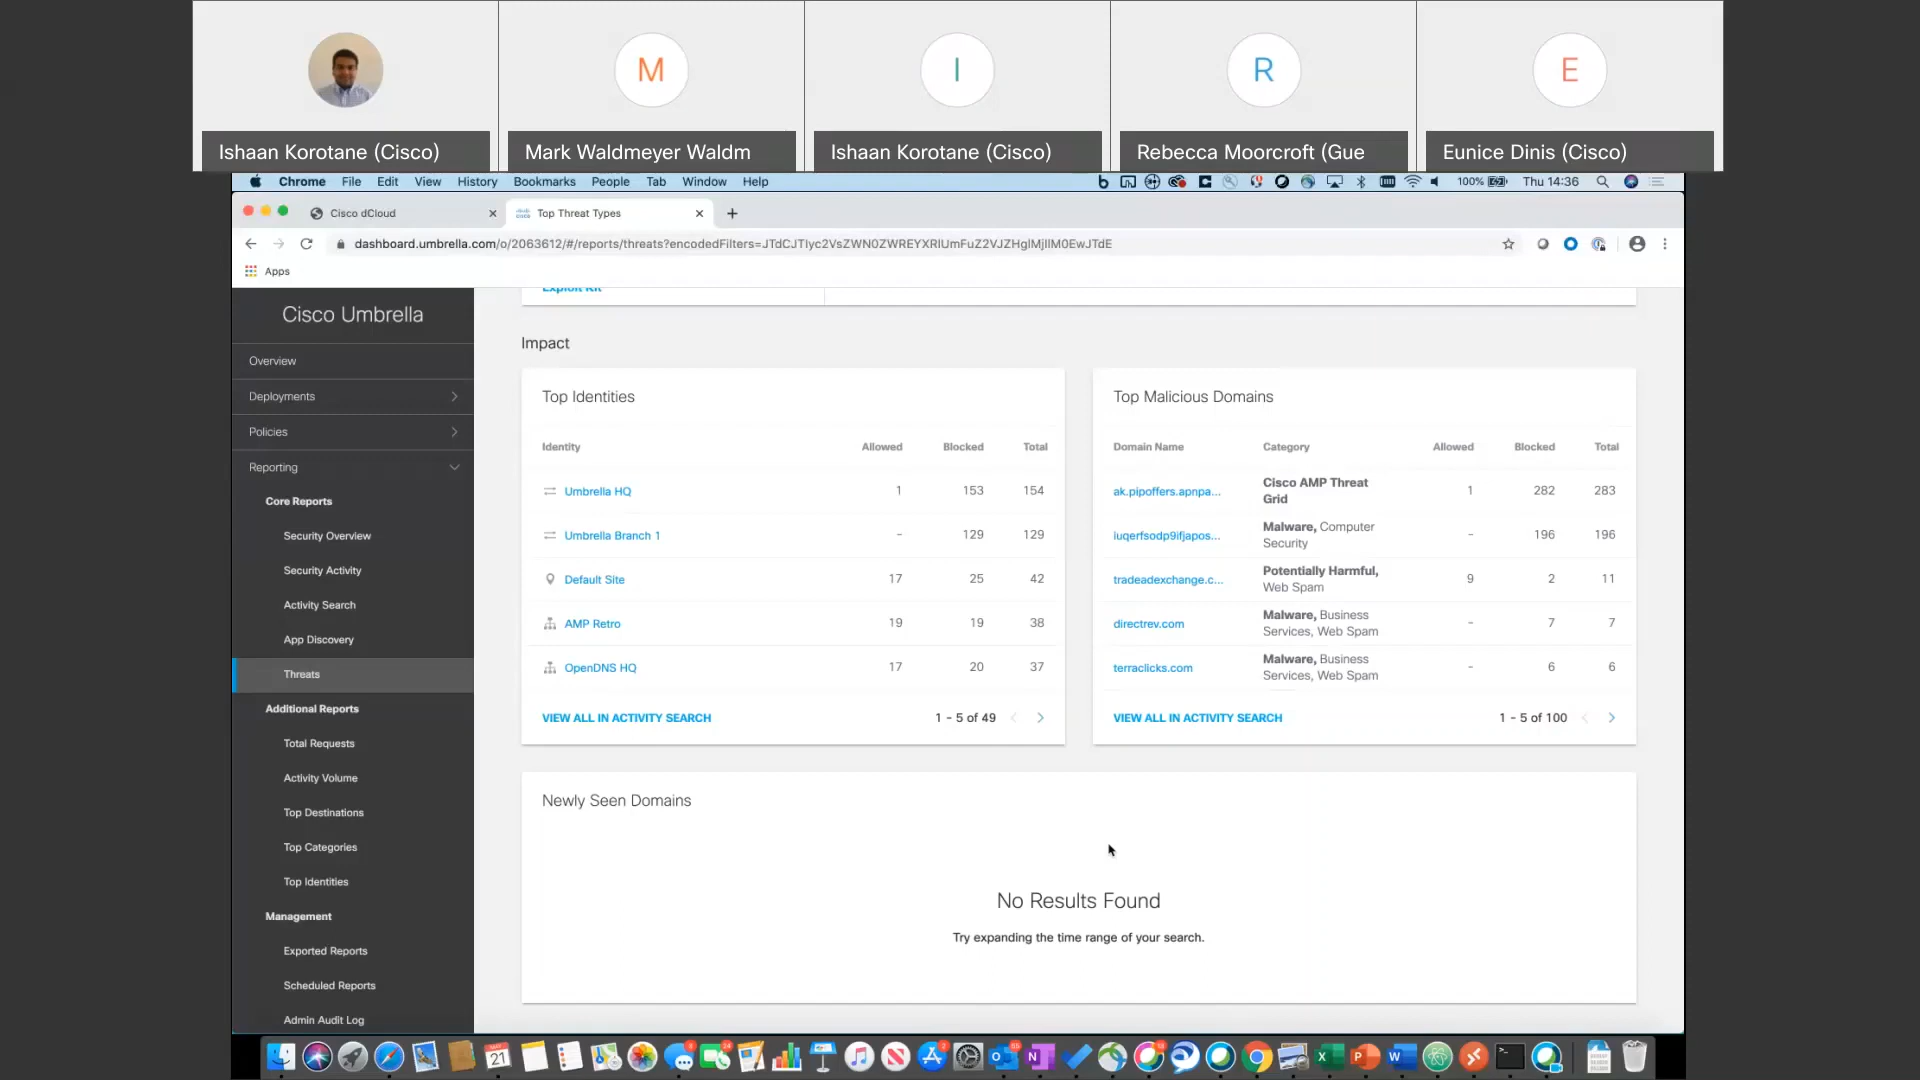 M
I
R
E
Ishaan Korotane (Cisco)
Mark Waldmeyer Waldm
Ishaan Korotane (Cisco)
Rebecca Moorcroft (Gue
Eunice Dinis (Cisco)
Chrome File Edit View History Bookmarks People Tab Window Help
100% Thu 14:36
Cisco dCloud
Top Threat Types
Apps
Exploit Kit
Cisco Umbrella
Overview
Deployments
Policies
Reporting
Core Reports
Security Overview
Security Activity
Activity Search
App Discovery
Threats
Additional Reports
Total Requests
Activity Volume
Top Destinations
Top Categories
Top Identities
Management
Exported Reports
Scheduled Reports
Admin Audit Log
Impact
Top Identities
Identity Allowed Blocked Total
Umbrella HQ 1 153 154
Umbrella Branch 1 - 129 129
Default Site 17 25 42
AMP Retro 19 19 38
OpenDNS HQ 17 20 37
VIEW ALL IN ACTIVITY SEARCH 1 - 5 of 49
Top Malicious Domains
Domain Name Category Allowed Blocked Total
ak.pipoffers.apnpa... Cisco AMP Threat 1 282 283
Grid
iuqerfsodp9ifjapos... Malware, Computer - 196 196
Security
tradeadexchange.c... Potentially Harmful, 9 2 11
Web Spam
directrev.com Malware, Business - 7 7
Services, Web Spam
terraclicks.com Malware, Business - 6 6
Services, Web Spam
VIEW ALL IN ACTIVITY SEARCH 1 - 5 of 100
Newly Seen Domains
No Results Found
Try expanding the time range of your search.